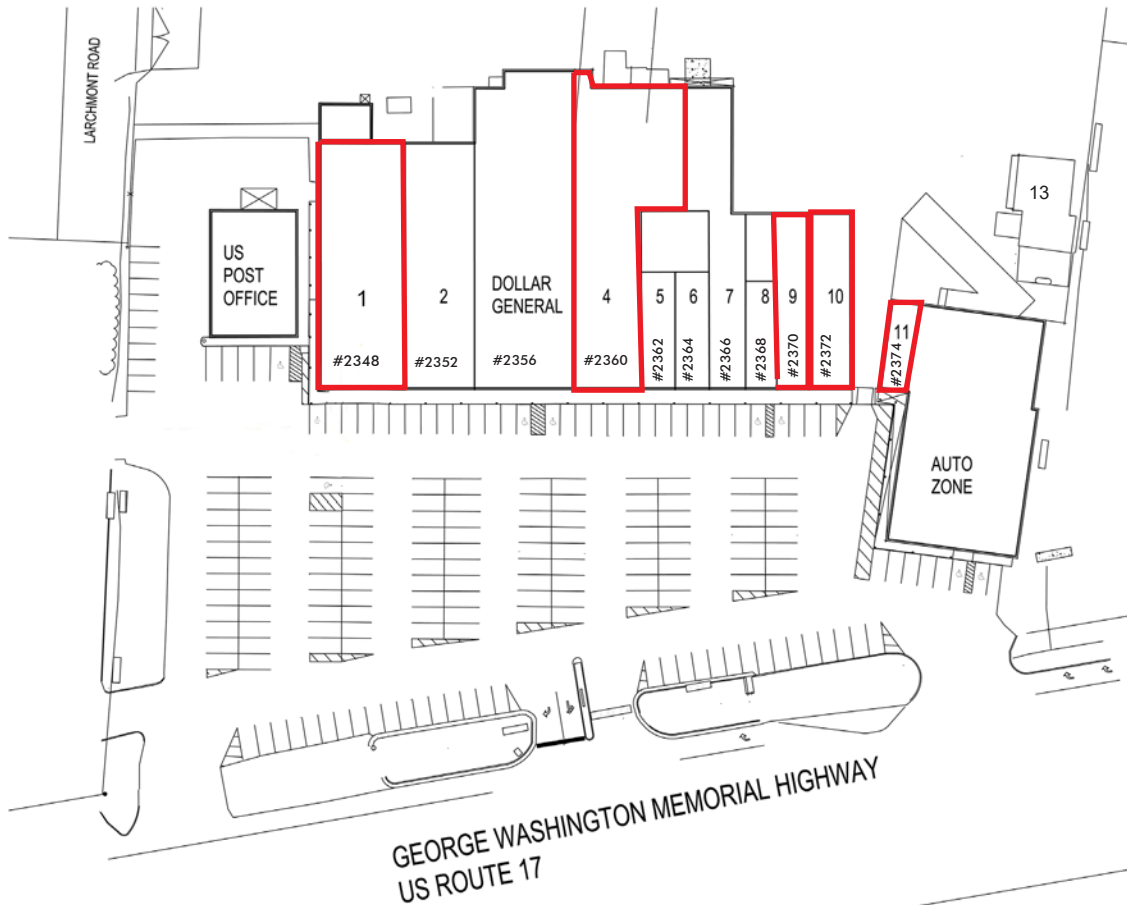 LARCHMONT ROAD
US
POST
OFFICE
1
#2348
2
#2352
DOLLAR
GENERAL
#2356
4
#2360
5
#2362
6
#2364
7
#2366
8
#2368
9
#2370
10
#2372
11
#2374
13
AUTO
ZONE
GEORGE WASHINGTON MEMORIAL HIGHWAY
US ROUTE 17